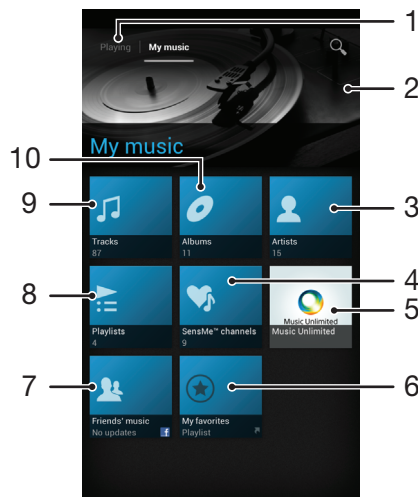 1
Playing My music
2
My music
10
9
Tracks
87
Albums
11
Artists
15
3
8
Playlists
4
SensMe™ channels
9
Music Unlimited
Music Unlimited
4
5
7
Friends' music
No updates f
My favorites
Playlist
6